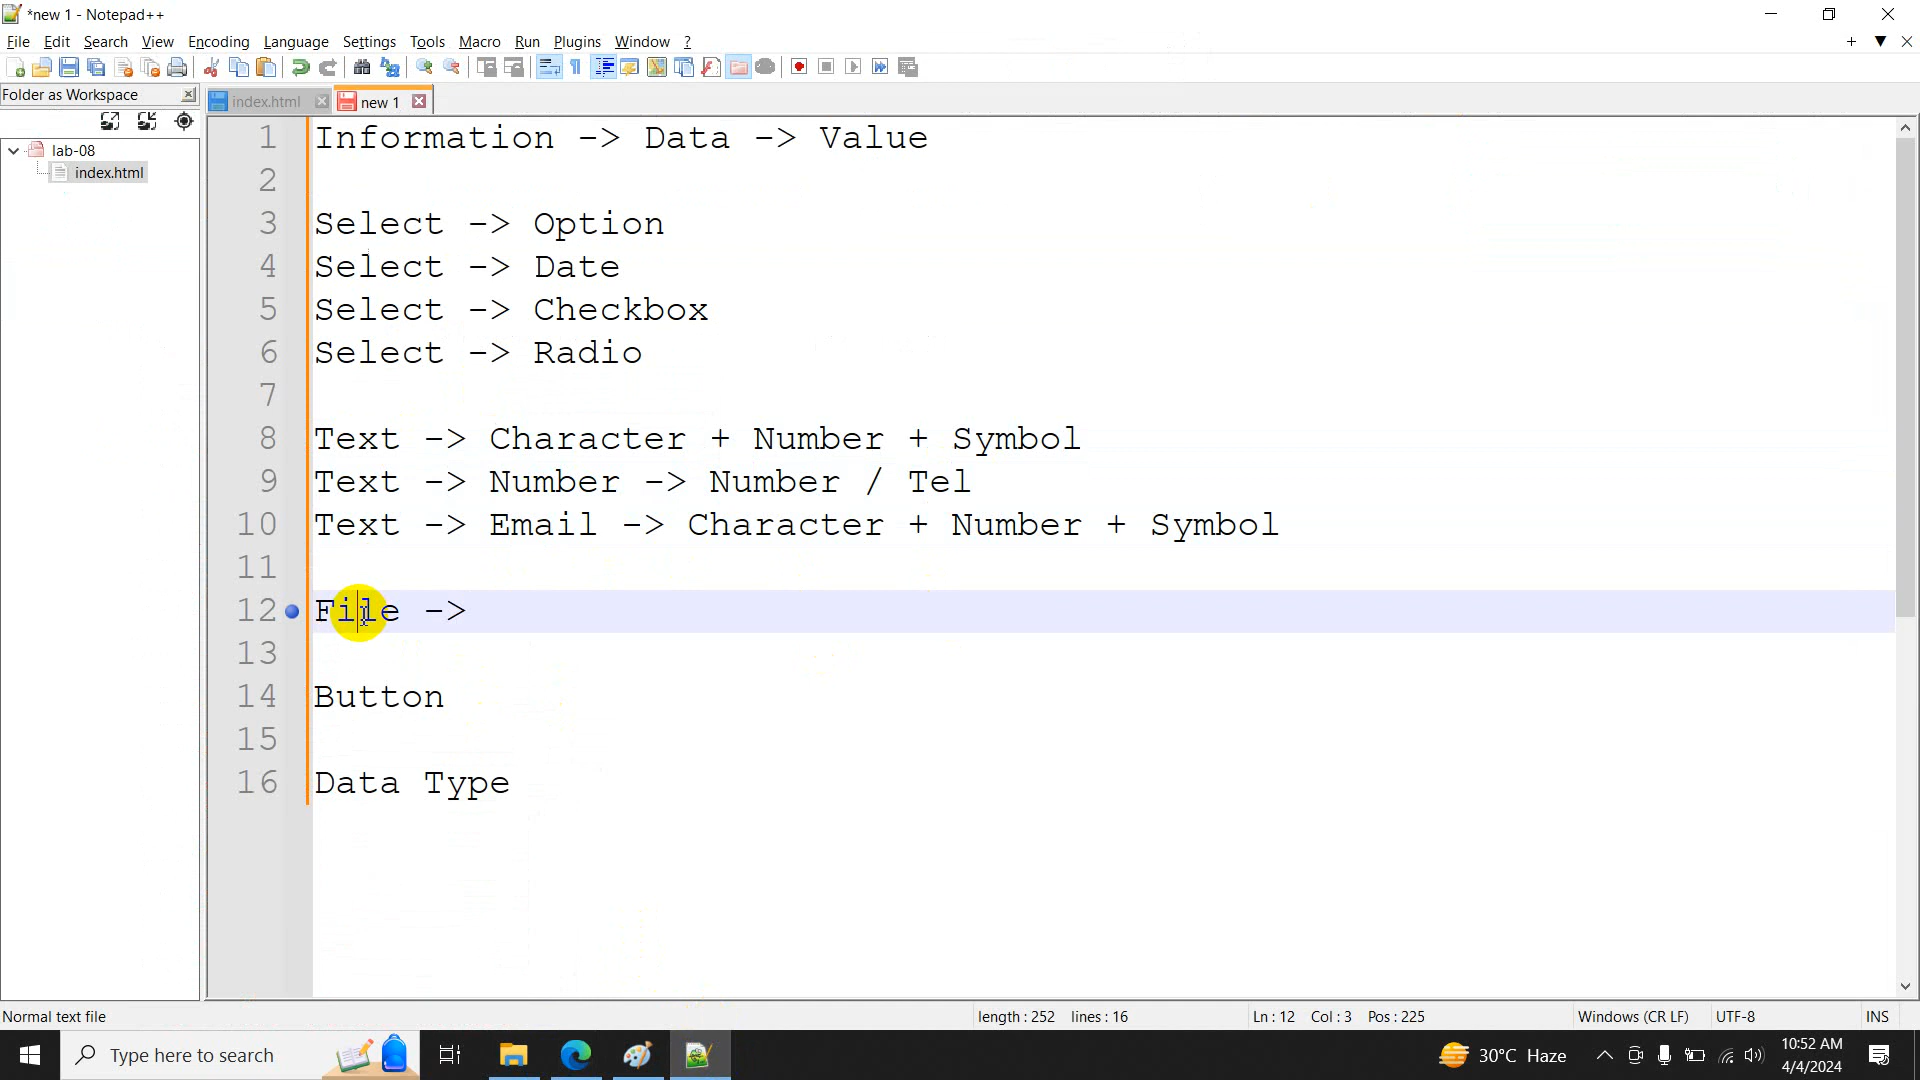 *new 1 - Notepad++
File Edit Search View Encoding Language Settings Tools Macro Run Plugins Window ?
Folder as Workspace
index.html
new 1
lab-08
index.html
1 Information -> Data -> Value
2
3 Select -> Option
4 Select -> Date
5 Select -> Checkbox
6 Select -> Radio
7
8 Text -> Character + Number + Symbol
9 Text -> Number -> Number / Tel
10 Text -> Email -> Character + Number + Symbol
11
12 File ->
13
14 Button
15
16 Data Type
Normal text file
length : 252 lines : 16
Ln : 12 Col : 3 Pos : 225
Windows (CR LF)
UTF-8
INS
Type here to search
30°C Haze
10:52 AM
4/4/2024